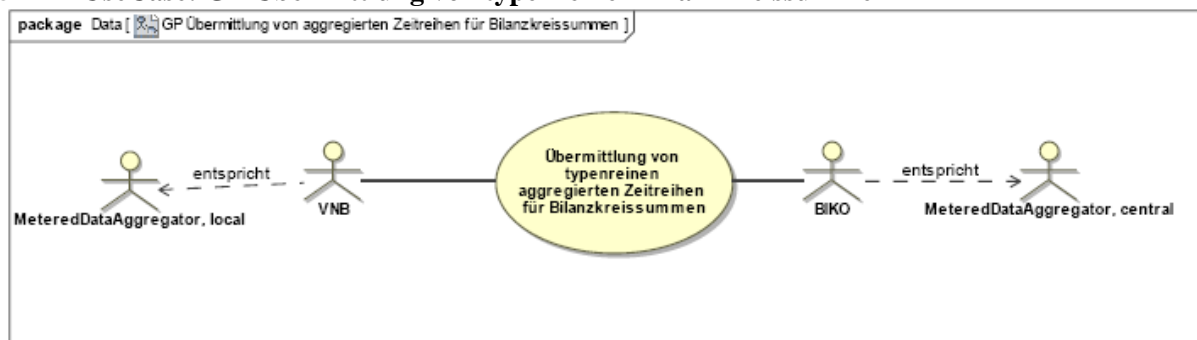 package Data [ GP Übermittlung von aggregierten Zeitreihen für Bilanzkreissummen ]
Übermittlung von
typenreinen
aggregierten Zeitreihen
für Bilanzkreissummen
entspricht
entspricht
MeteredDataAggregator, local
VNB
BIKO
MeteredDataAggregator, central